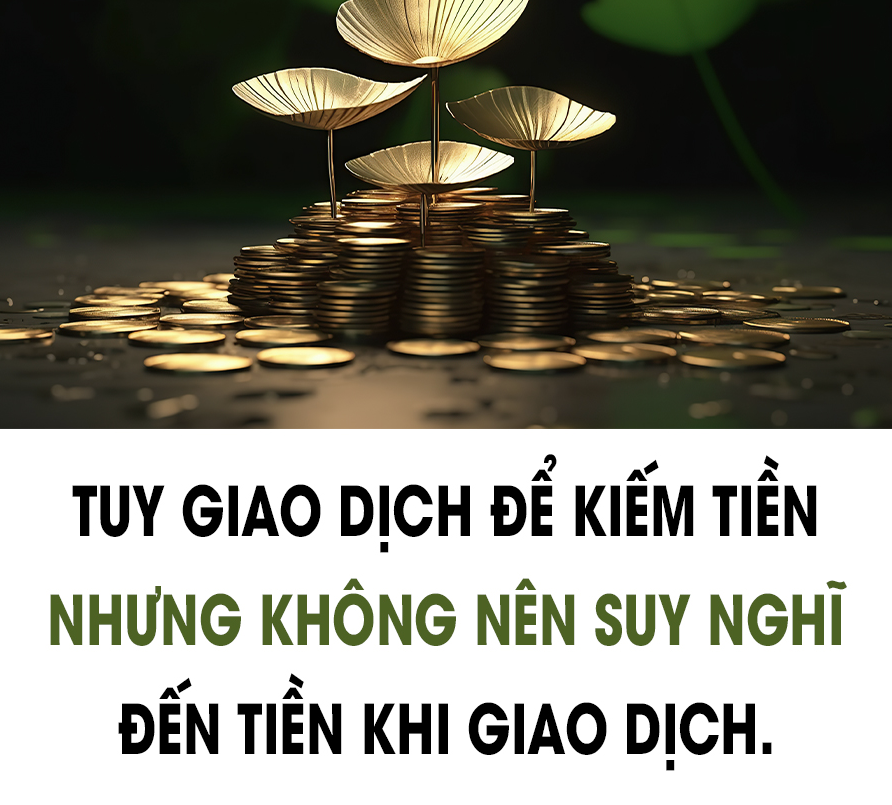 TUY GIAO DỊCH ĐỂ KIẾM TIỀN
NHƯNG KHÔNG NÊN SUY NGHĨ
ĐẾN TIỀN KHI GIAO DỊCH.